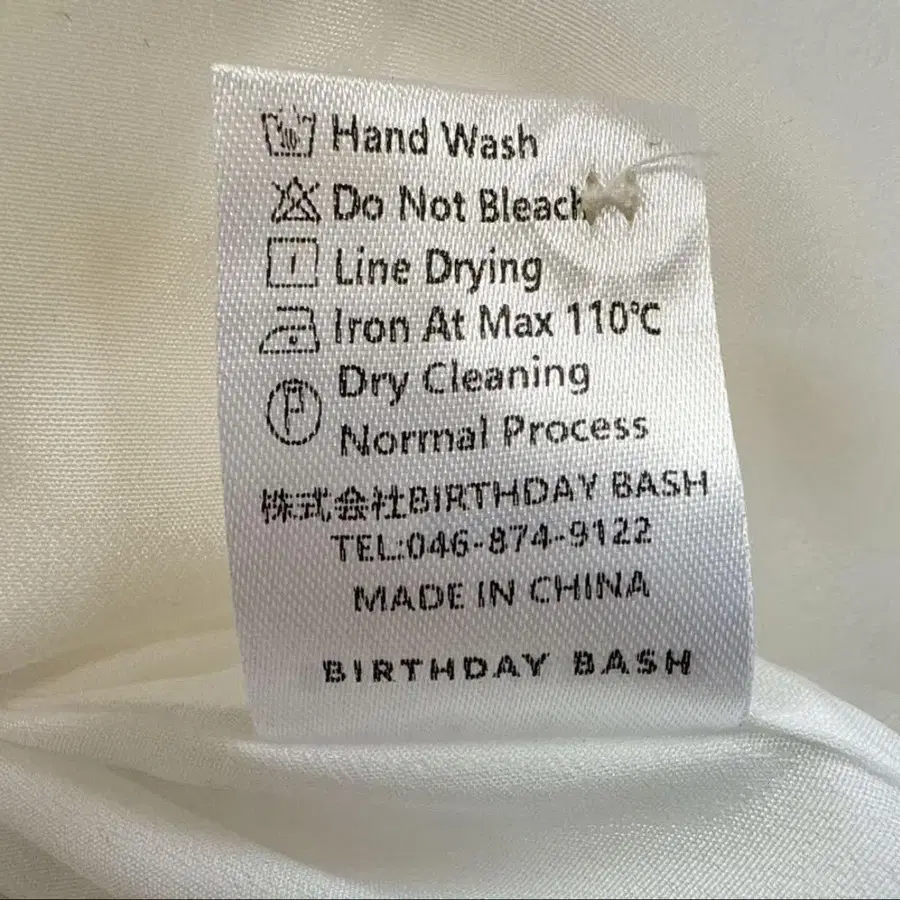 Hand Wash
Do Not Bleach
Line Drying
Iron At Max 110℃
Dry Cleaning
P
Normal Process
株式会社BIRTHDAY BASH
TEL:046-874-9122
MADE IN CHINA
BIRTHDAY BASH